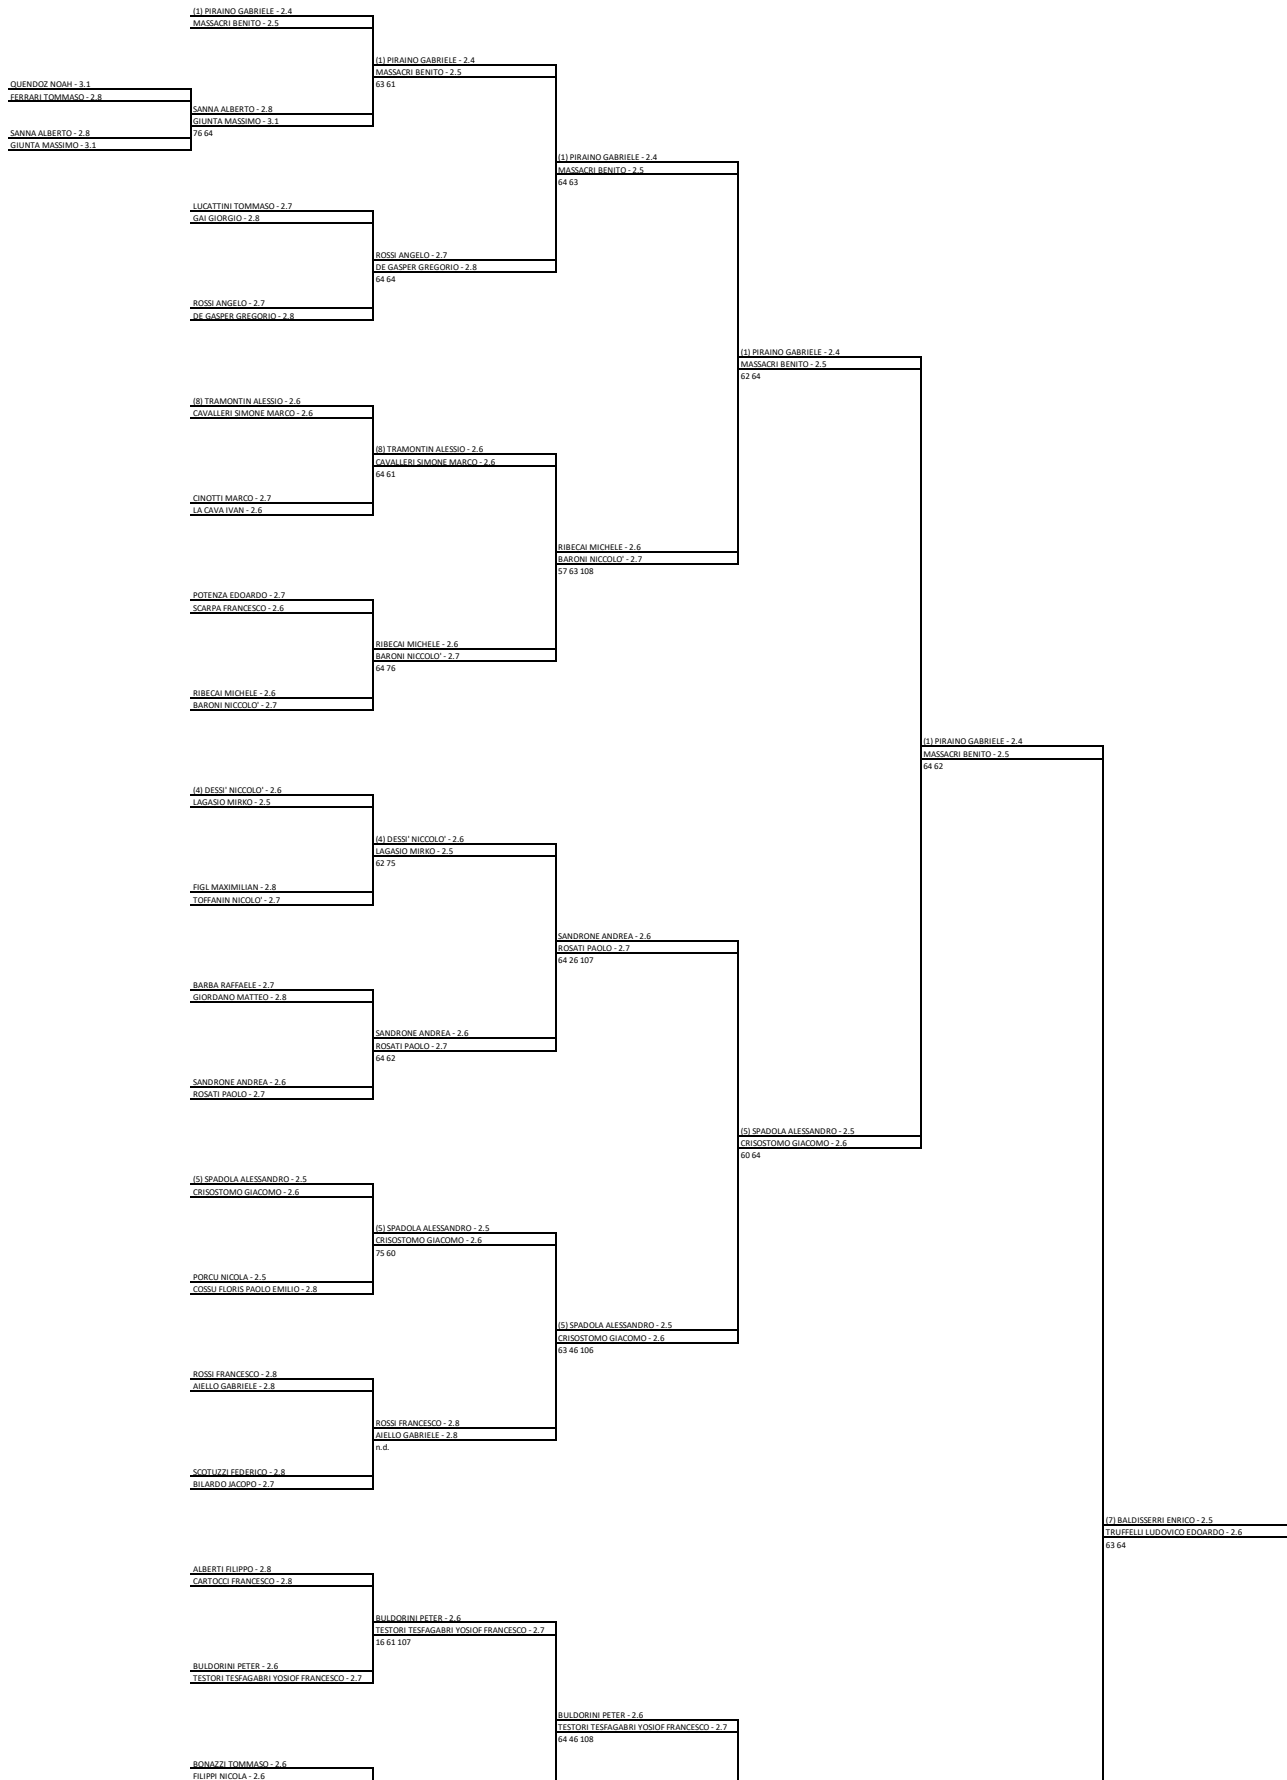 (1) PIRAINO GABRIELE - 2.4
MASSACRI BENITO - 2.5
(1) PIRAINO GABRIELE - 2.4
MASSACRI BENITO - 2.5
63 61
QUENDOZ NOAH - 3.1
FERRARI TOMMASO - 2.8
SANNA ALBERTO - 2.8
GIUNTA MASSIMO - 3.1
76 64
SANNA ALBERTO - 2.8
GIUNTA MASSIMO - 3.1
(1) PIRAINO GABRIELE - 2.4
MASSACRI BENITO - 2.5
64 63
LUCATTINI TOMMASO - 2.7
GAI GIORGIO - 2.8
ROSSI ANGELO - 2.7
DE GASPER GREGORIO - 2.8
64 64
ROSSI ANGELO - 2.7
DE GASPER GREGORIO - 2.8
(1) PIRAINO GABRIELE - 2.4
MASSACRI BENITO - 2.5
62 64
(8) TRAMONTIN ALESSIO - 2.6
CAVALLERI SIMONE MARCO - 2.6
(8) TRAMONTIN ALESSIO - 2.6
CAVALLERI SIMONE MARCO - 2.6
64 61
CINOTTI MARCO - 2.7
LA CAVA IVAN - 2.6
RIBECAI MICHELE - 2.6
BARONI NICCOLO' - 2.7
57 63 108
POTENZA EDOARDO - 2.7
SCARPA FRANCESCO - 2.6
RIBECAI MICHELE - 2.6
BARONI NICCOLO' - 2.7
64 76
RIBECAI MICHELE - 2.6
BARONI NICCOLO' - 2.7
(1) PIRAINO GABRIELE - 2.4
MASSACRI BENITO - 2.5
64 62
(4) DESSI' NICCOLO' - 2.6
LAGASIO MIRKO - 2.5
(4) DESSI' NICCOLO' - 2.6
LAGASIO MIRKO - 2.5
62 75
FIGL MAXIMILIAN - 2.8
TOFFANIN NICOLO' - 2.7
SANDRONE ANDREA - 2.6
ROSATI PAOLO - 2.7
64 26 107
BARBA RAFFAELE - 2.7
GIORDANO MATTEO - 2.8
SANDRONE ANDREA - 2.6
ROSATI PAOLO - 2.7
64 62
SANDRONE ANDREA - 2.6
ROSATI PAOLO - 2.7
(5) SPADOLA ALESSANDRO - 2.5
CRISOSTOMO GIACOMO - 2.6
60 64
(5) SPADOLA ALESSANDRO - 2.5
CRISOSTOMO GIACOMO - 2.6
(5) SPADOLA ALESSANDRO - 2.5
CRISOSTOMO GIACOMO - 2.6
75 60
PORCU NICOLA - 2.5
COSSU FLORIS PAOLO EMILIO - 2.8
(5) SPADOLA ALESSANDRO - 2.5
CRISOSTOMO GIACOMO - 2.6
63 46 106
ROSSI FRANCESCO - 2.8
AIELLO GABRIELE - 2.8
ROSSI FRANCESCO - 2.8
AIELLO GABRIELE - 2.8
n.d.
SCOTUZZI FEDERICO - 2.8
BILARDO JACOPO - 2.7
(7) BALDISSERRI ENRICO - 2.5
TRUFFELLI LUDOVICO EDOARDO - 2.6
63 64
ALBERTI FILIPPO - 2.8
CARTOCCI FRANCESCO - 2.8
BULDORINI PETER - 2.6
TESTORI TESFAGABRI YOSIOF FRANCESCO - 2.7
16 61 107
BULDORINI PETER - 2.6
TESTORI TESFAGABRI YOSIOF FRANCESCO - 2.7
BULDORINI PETER - 2.6
TESTORI TESFAGABRI YOSIOF FRANCESCO - 2.7
64 46 108
BONAZZI TOMMASO - 2.6
FILIPPI NICOLA - 2.6